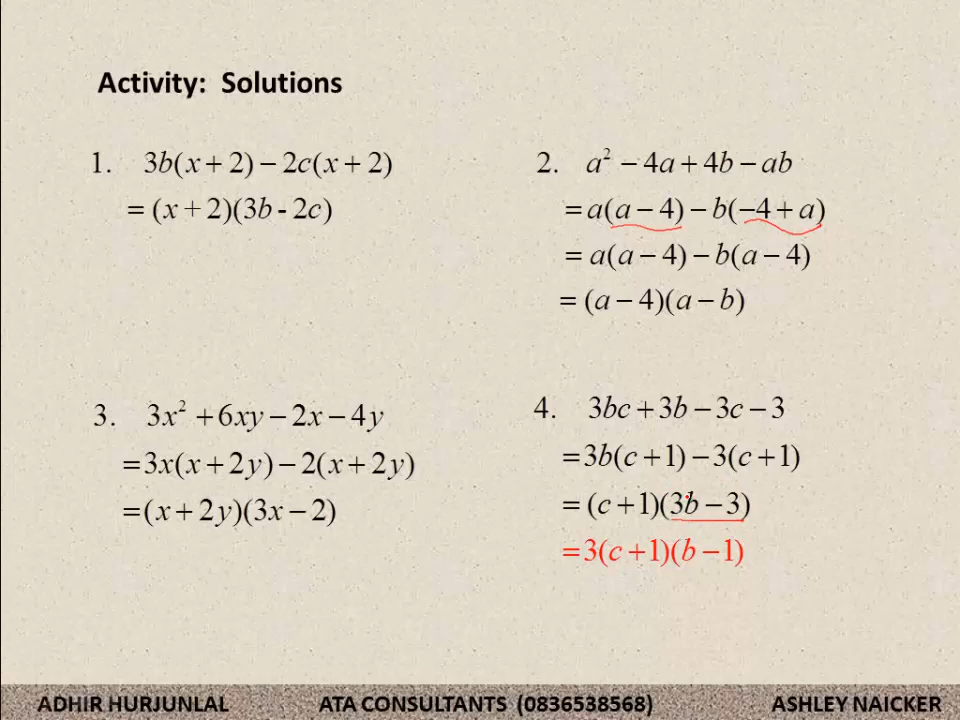 Activity: Solutions
1. 3b(x + 2) − 2c(x + 2)
= (x + 2)(3b - 2c)
2. a² − 4a + 4b − ab
= a(a − 4) − b(−4 + a)
= a(a − 4) − b(a − 4)
= (a − 4)(a − b)
3. 3x² + 6xy − 2x − 4y
= 3x(x + 2y) − 2(x + 2y)
= (x + 2y)(3x − 2)
4. 3bc + 3b − 3c − 3
= 3b(c + 1) − 3(c + 1)
= (c + 1)(3b − 3)
= 3(c + 1)(b − 1)
ADHIR HURJUNLAL ATA CONSULTANTS (0836538568) ASHLEY NAICKER